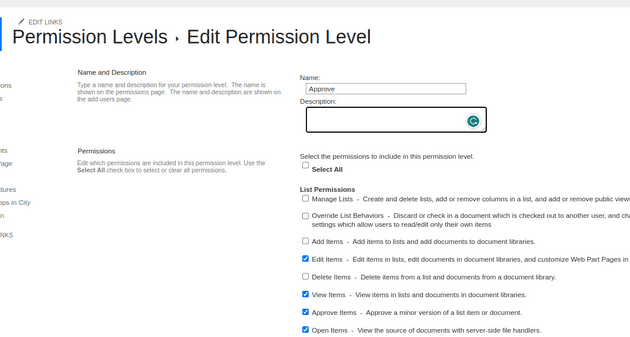 EDIT LINKS
Permission Levels › Edit Permission Level
Name and Description
Type a name and description for your permission level. The name is
shown on the permissions page. The name and description are shown on
the add users page.
Name:
Approve
Description:
ons
s
Permissions
Edit which permissions are included in this permission level. Use the
Select All check box to select or clear all permissions.
nts
age
tures
ops in City
n
NKS
Select the permissions to include in this permission level.
Select All
List Permissions
Manage Lists - Create and delete lists, add or remove columns in a list, and add or remove public views
Override List Behaviors - Discard or check in a document which is checked out to another user, and cha
settings which allow users to read/edit only their own items
Add Items - Add items to lists and add documents to document libraries.
Edit Items - Edit items in lists, edit documents in document libraries, and customize Web Part Pages in
Delete Items - Delete items from a list and documents from a document library.
View Items - View items in lists and documents in document libraries.
Approve Items - Approve a minor version of a list item or document.
Open Items - View the source of documents with server-side file handlers.